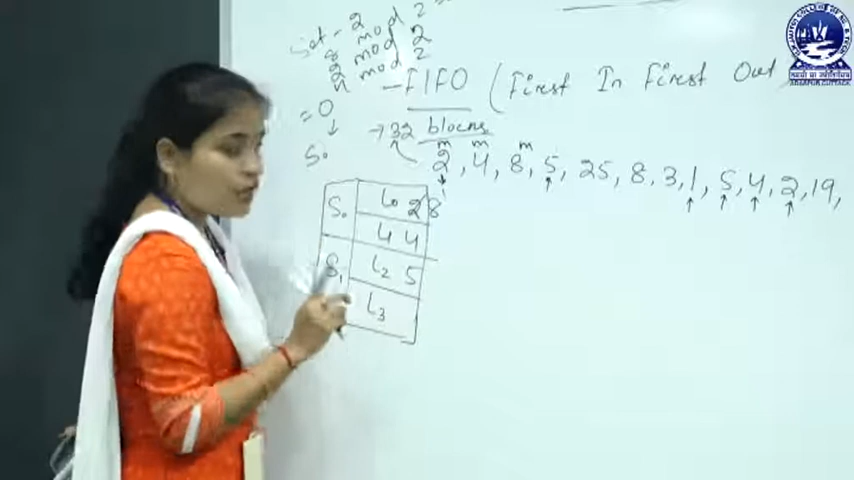 Set = 2 mod 2
8 mod 2
2 mod 2
4
= 0
↓
S0
- FIFO (First In First Out)
→ 32 blocks
m m m
2, 4, 8, 5, 25, 8, 3, 1, 5, 4, 2, 19,
S0 L0 2 8
L1 4
S1 L2 5
L3